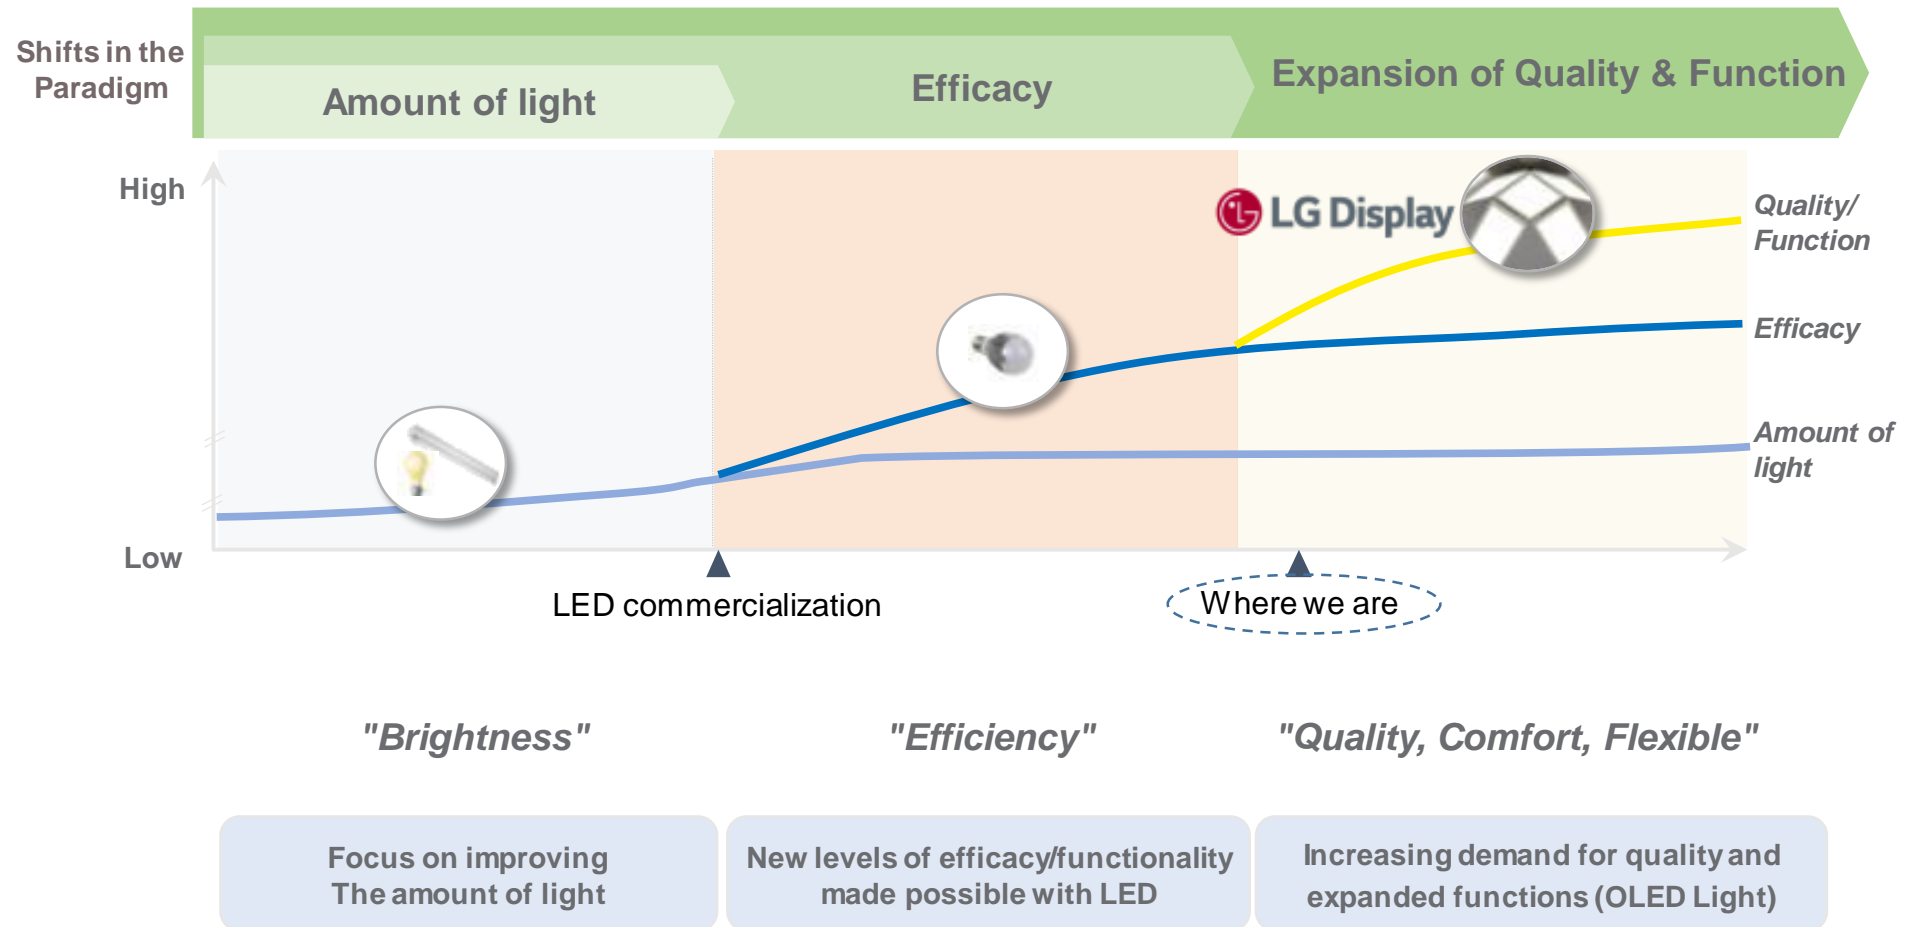 Shifts in the
Paradigm
Amount of light
Efficacy
Expansion of Quality & Function
High
LG Display
Quality/
Function
Efficacy
Amount of
light
Low
LED commercialization
Where we are
"Brightness"
"Efficiency"
"Quality, Comfort, Flexible"
Focus on improving
The amount of light
New levels of efficacy/functionality
made possible with LED
Increasing demand for quality and
expanded functions (OLED Light)